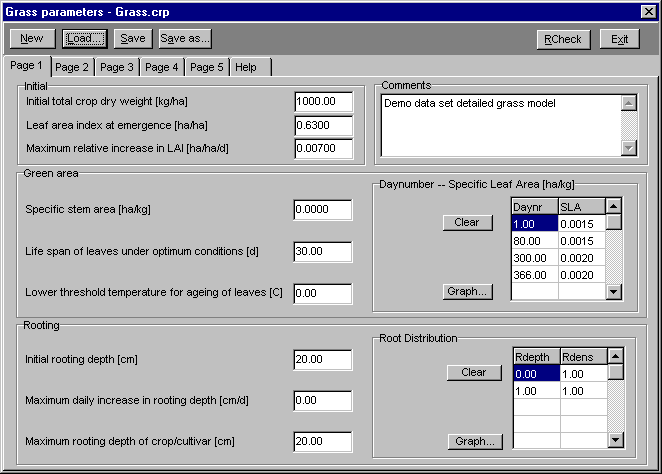 Grass parameters - Grass.crp
New Load... Save Save as... RCheck Exit
Page 1 Page 2 Page 3 Page 4 Page 5 Help
Initial
Initial total crop dry weight [kg/ha] 1000.00
Leaf area index at emergence [ha/ha] 0.6300
Maximum relative increase in LAI [ha/ha/d] 0.00700
Comments
Demo data set detailed grass model
Green area
Specific stem area [ha/kg] 0.0000
Life span of leaves under optimum conditions [d] 30.00
Lower threshold temperature for ageing of leaves [C] 0.00
Daynumber -- Specific Leaf Area [ha/kg]
Clear
Graph...
Daynr SLA
1.00 0.0015
80.00 0.0015
300.00 0.0020
366.00 0.0020
Rooting
Initial rooting depth [cm] 20.00
Maximum daily increase in rooting depth [cm/d] 0.00
Maximum rooting depth of crop/cultivar [cm] 20.00
Root Distribution
Clear
Graph...
Rdepth Rdens
0.00 1.00
1.00 1.00